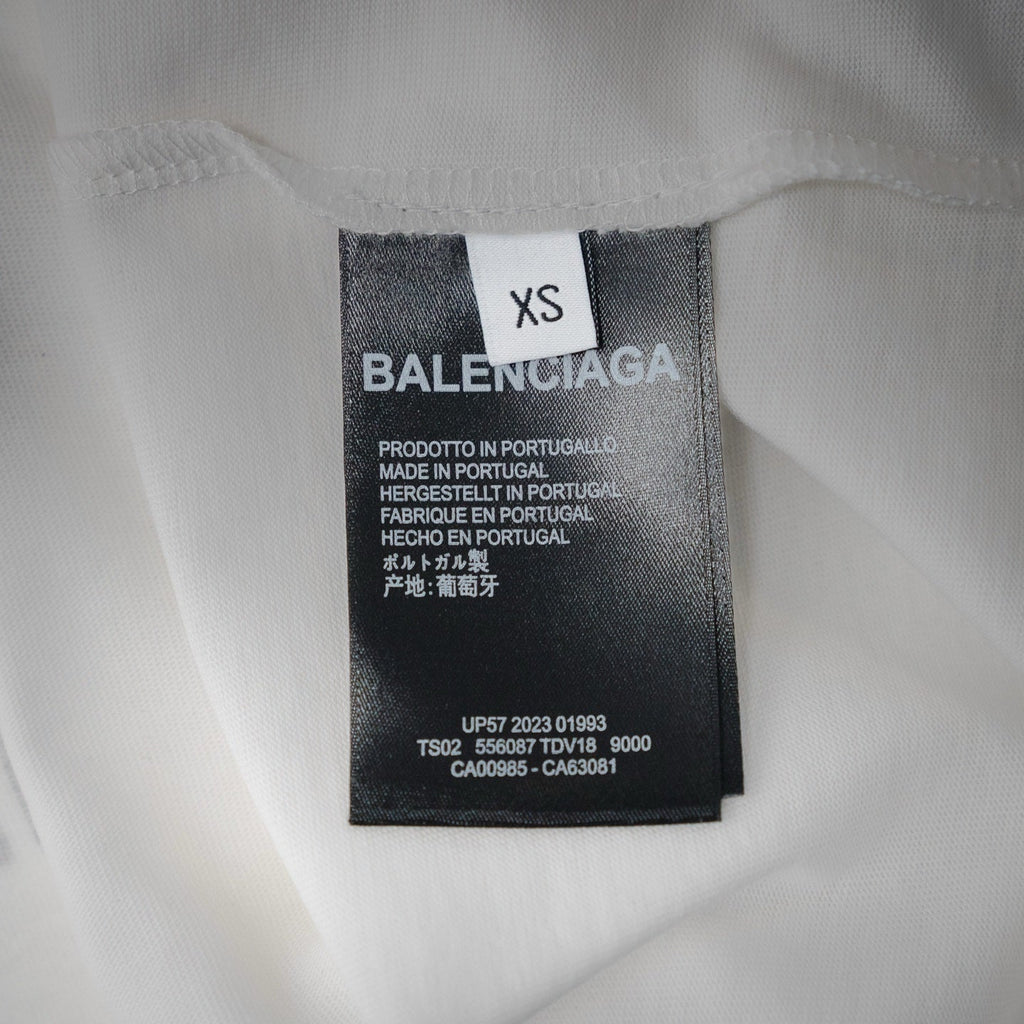 XS
BALENCIAGA
PRODOTTO IN PORTUGALLO
MADE IN PORTUGAL
HERGESTELLT IN PORTUGAL
FABRIQUE EN PORTUGAL
HECHO EN PORTUGAL
ポルトガル製
产地:葡萄牙
UP57 2023 01993
TS02 556087 TDV18 9000
CA00985 - CA63081